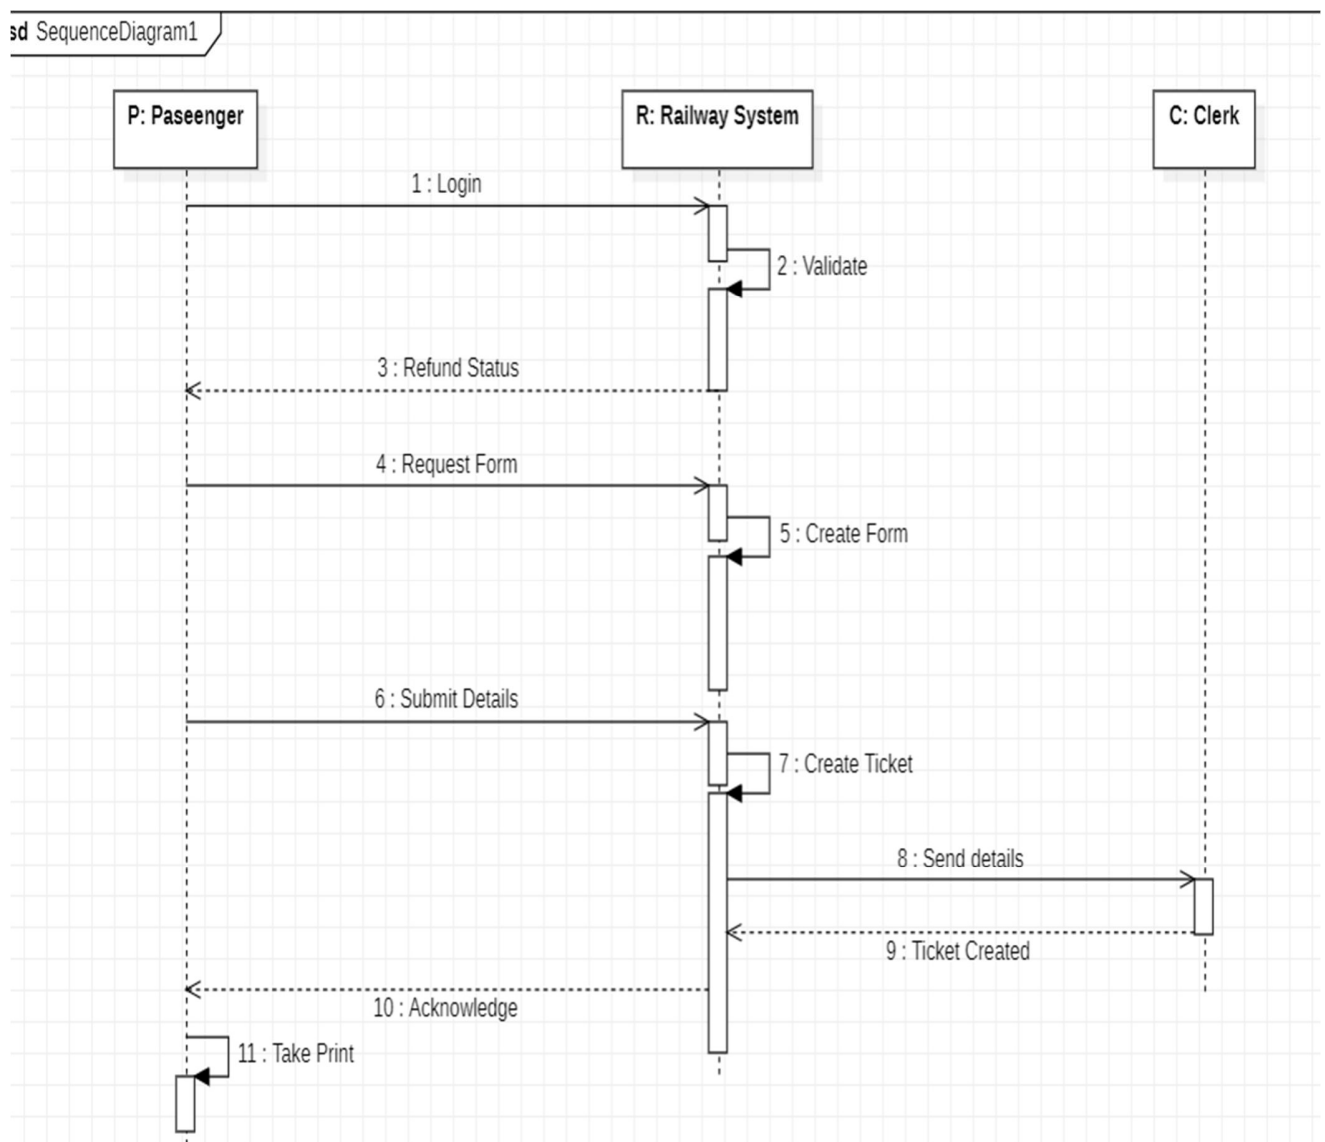 sd SequenceDiagram1
P: Paseenger
R: Railway System
C: Clerk
1 : Login
2 : Validate
3 : Refund Status
4 : Request Form
5 : Create Form
6 : Submit Details
7 : Create Ticket
8 : Send details
9 : Ticket Created
10 : Acknowledge
11 : Take Print